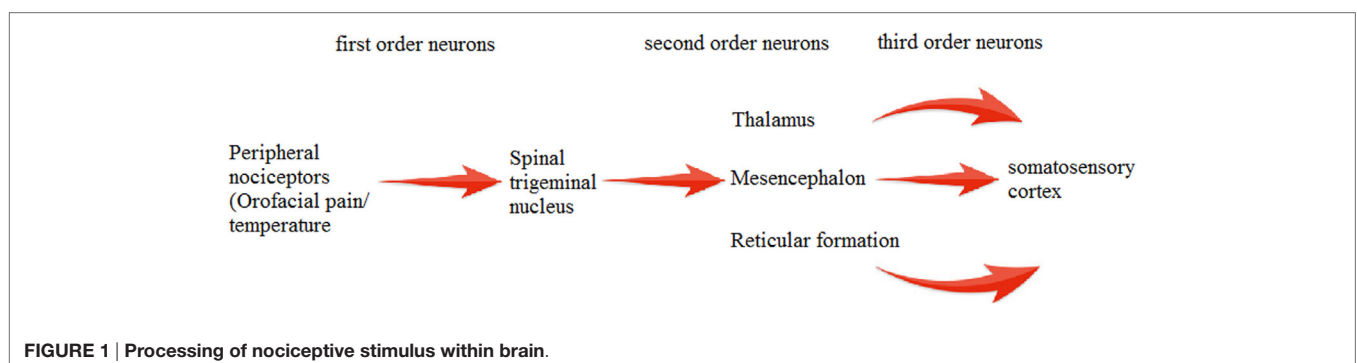 first order neurons
second order neurons
third order neurons
Thalamus
Peripheral
nociceptors
(Orofacial pain/
temperature
Spinal
trigeminal
nucleus
Mesencephalon
somatosensory
cortex
Reticular formation
FIGURE 1 | Processing of nociceptive stimulus within brain.